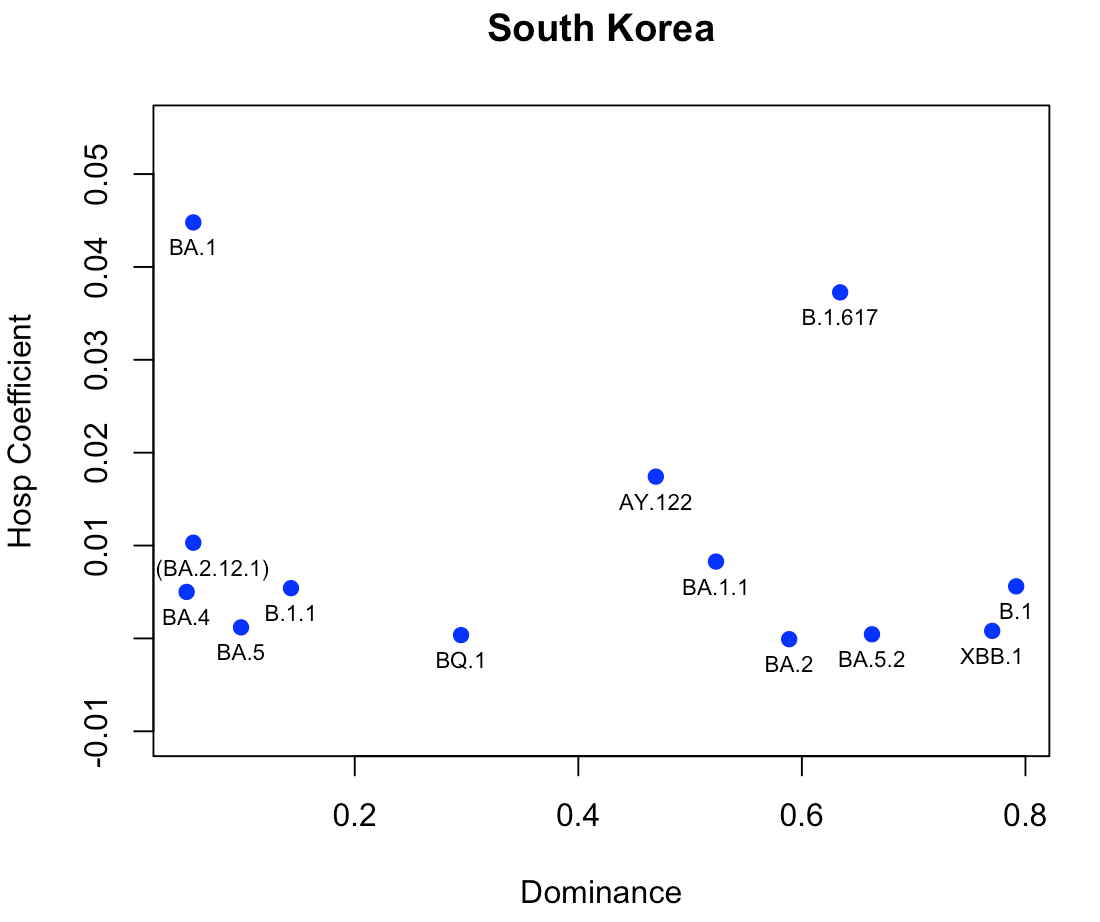 South Korea
Hosp Coefficient
0.05
0.04
0.03
0.02
0.01
-0.01
BA.1
B.1.617
AY.122
(BA.2.12.1)
BA.1.1
BA.4
B.1.1
B.1
BA.5
BQ.1
BA.2
BA.5.2
XBB.1
0.2
0.4
0.6
0.8
Dominance